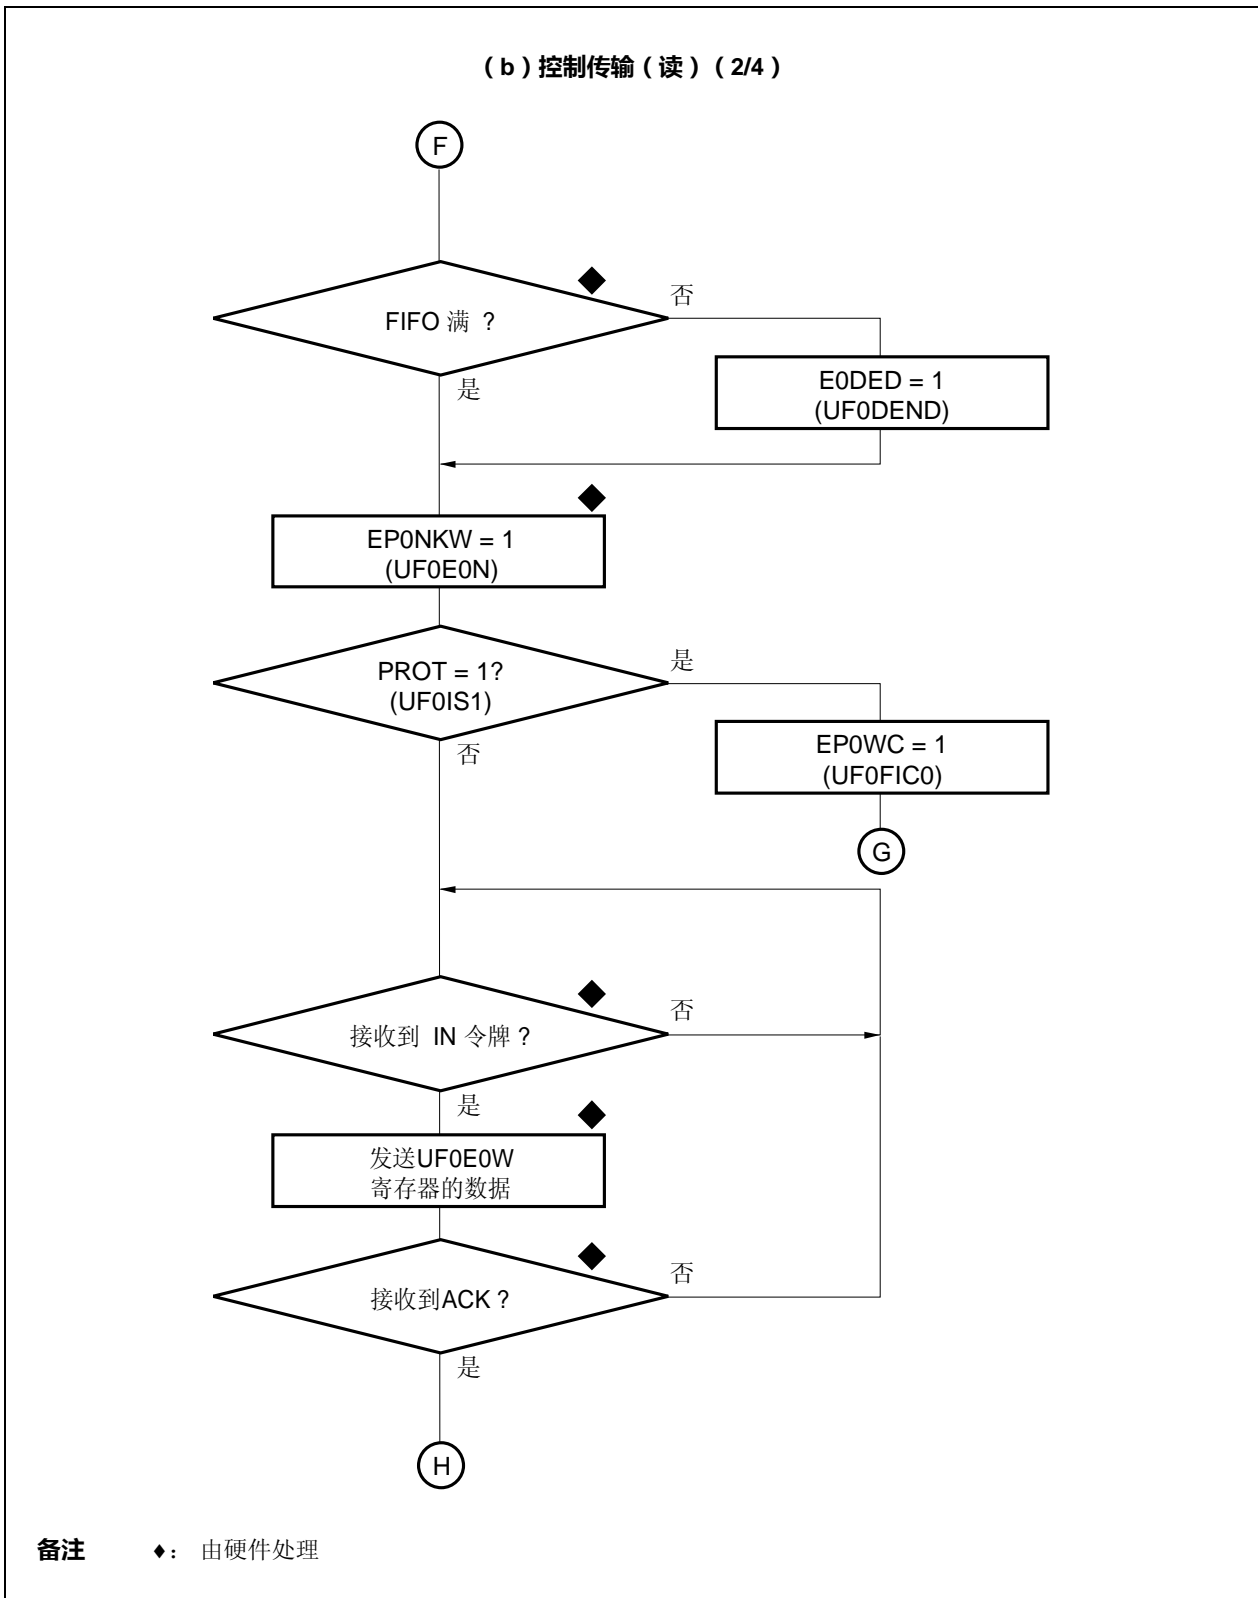 （b）控制传输（读）（2/4）
F
FIFO 满 ？
否
E0DED = 1
(UF0DEND)
是
EP0NKW = 1
(UF0E0N)
PROT = 1?
(UF0IS1)
是
EP0WC = 1
(UF0FIC0)
否
G
接收到 IN 令牌？
否
是
发送UF0E0W
寄存器的数据
接收到ACK？
否
是
H
备注 ♦： 由硬件处理